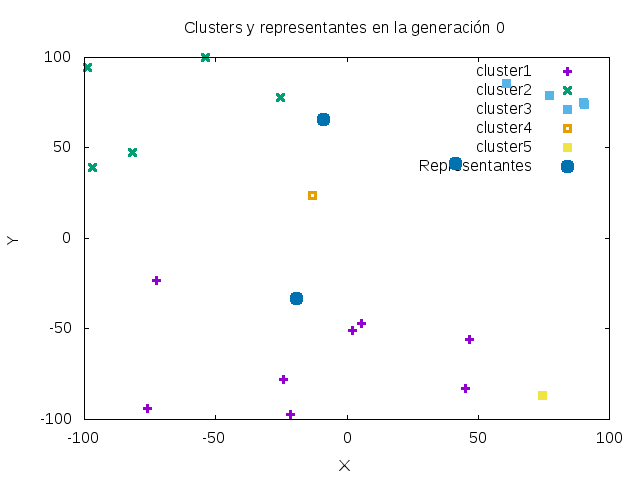 Clusters y representantes en la generación 0
100
50
0
-50
-100
-100
-50
0
50
100
Y
X
cluster1
cluster2
cluster3
cluster4
cluster5
Representantes